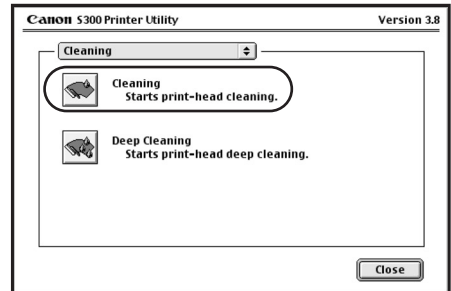 Canon S300 Printer Utility Version 3.8
Cleaning
Cleaning
Starts print-head cleaning.
Deep Cleaning
Starts print-head deep cleaning.
Close